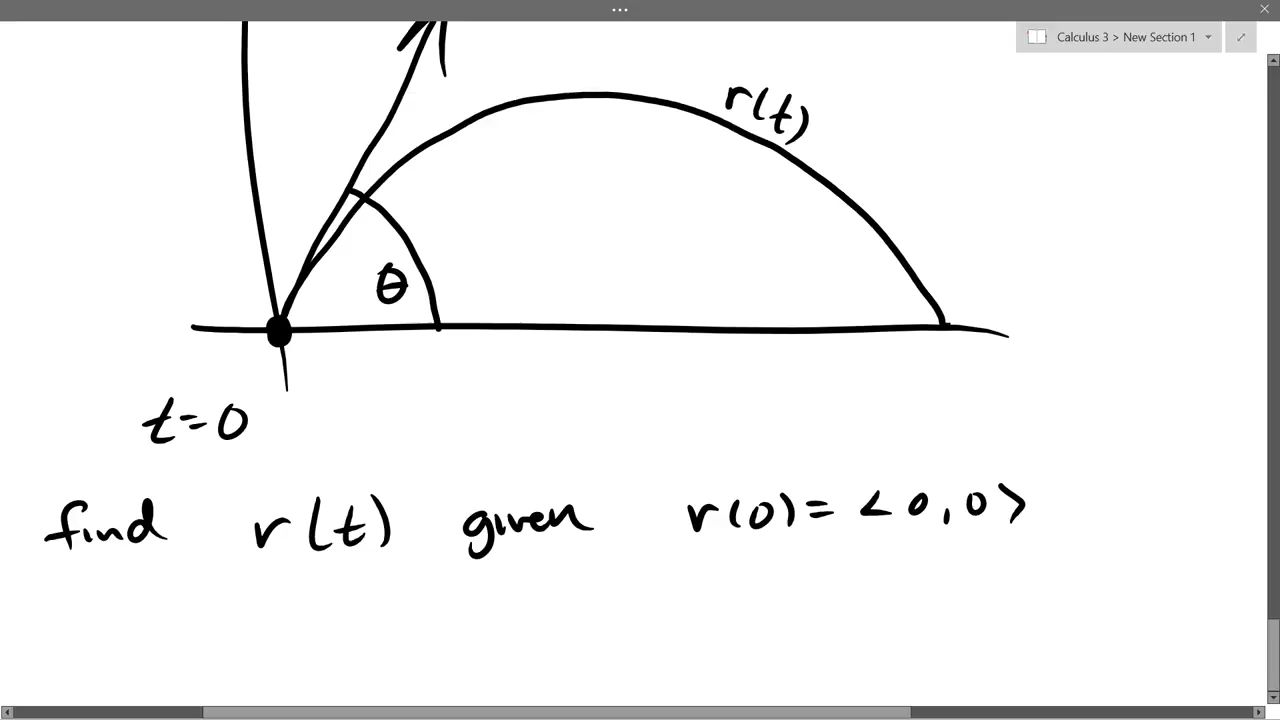 Calculus 3 > New Section 1
r(t)
θ
t=0
find r(t) given r(0)= <0,0>